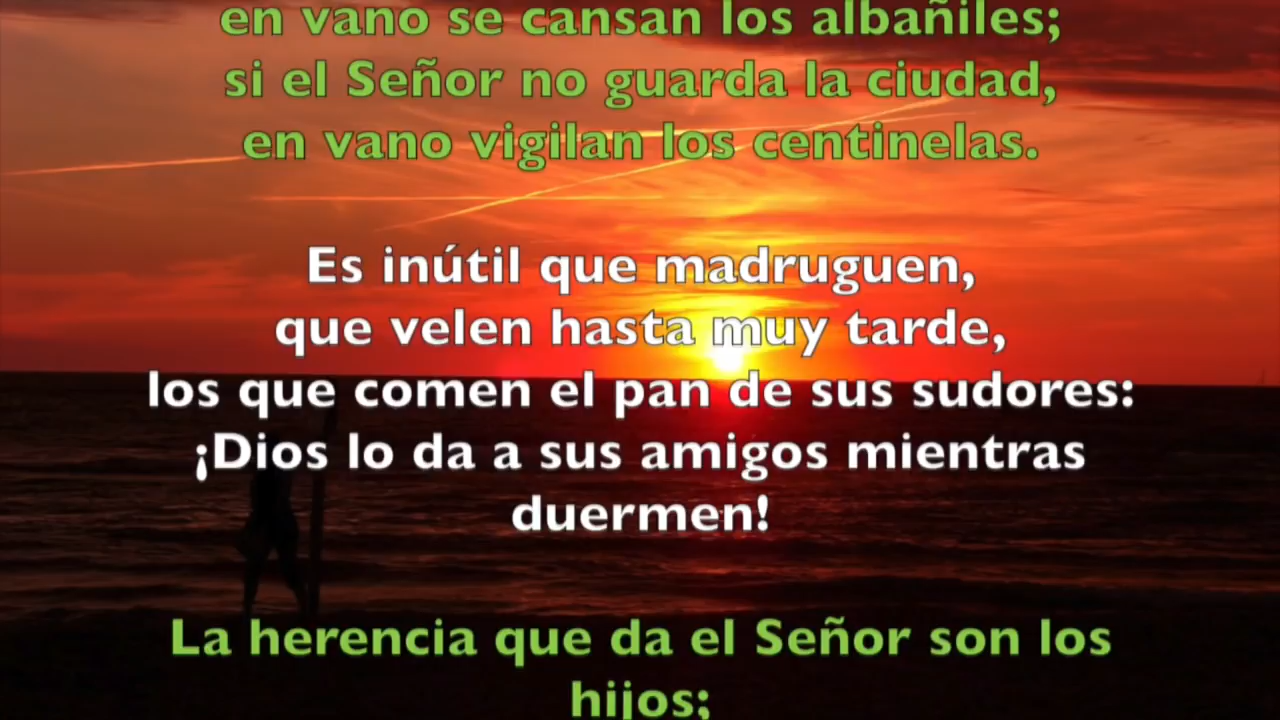 en vano se cansan los albañiles;
si el Señor no guarda la ciudad,
en vano vigilan los centinelas.
Es inútil que madruguen,
que velen hasta muy tarde,
los que comen el pan de sus sudores:
¡Dios lo da a sus amigos mientras
duermen!
La herencia que da el Señor son los
hijos;